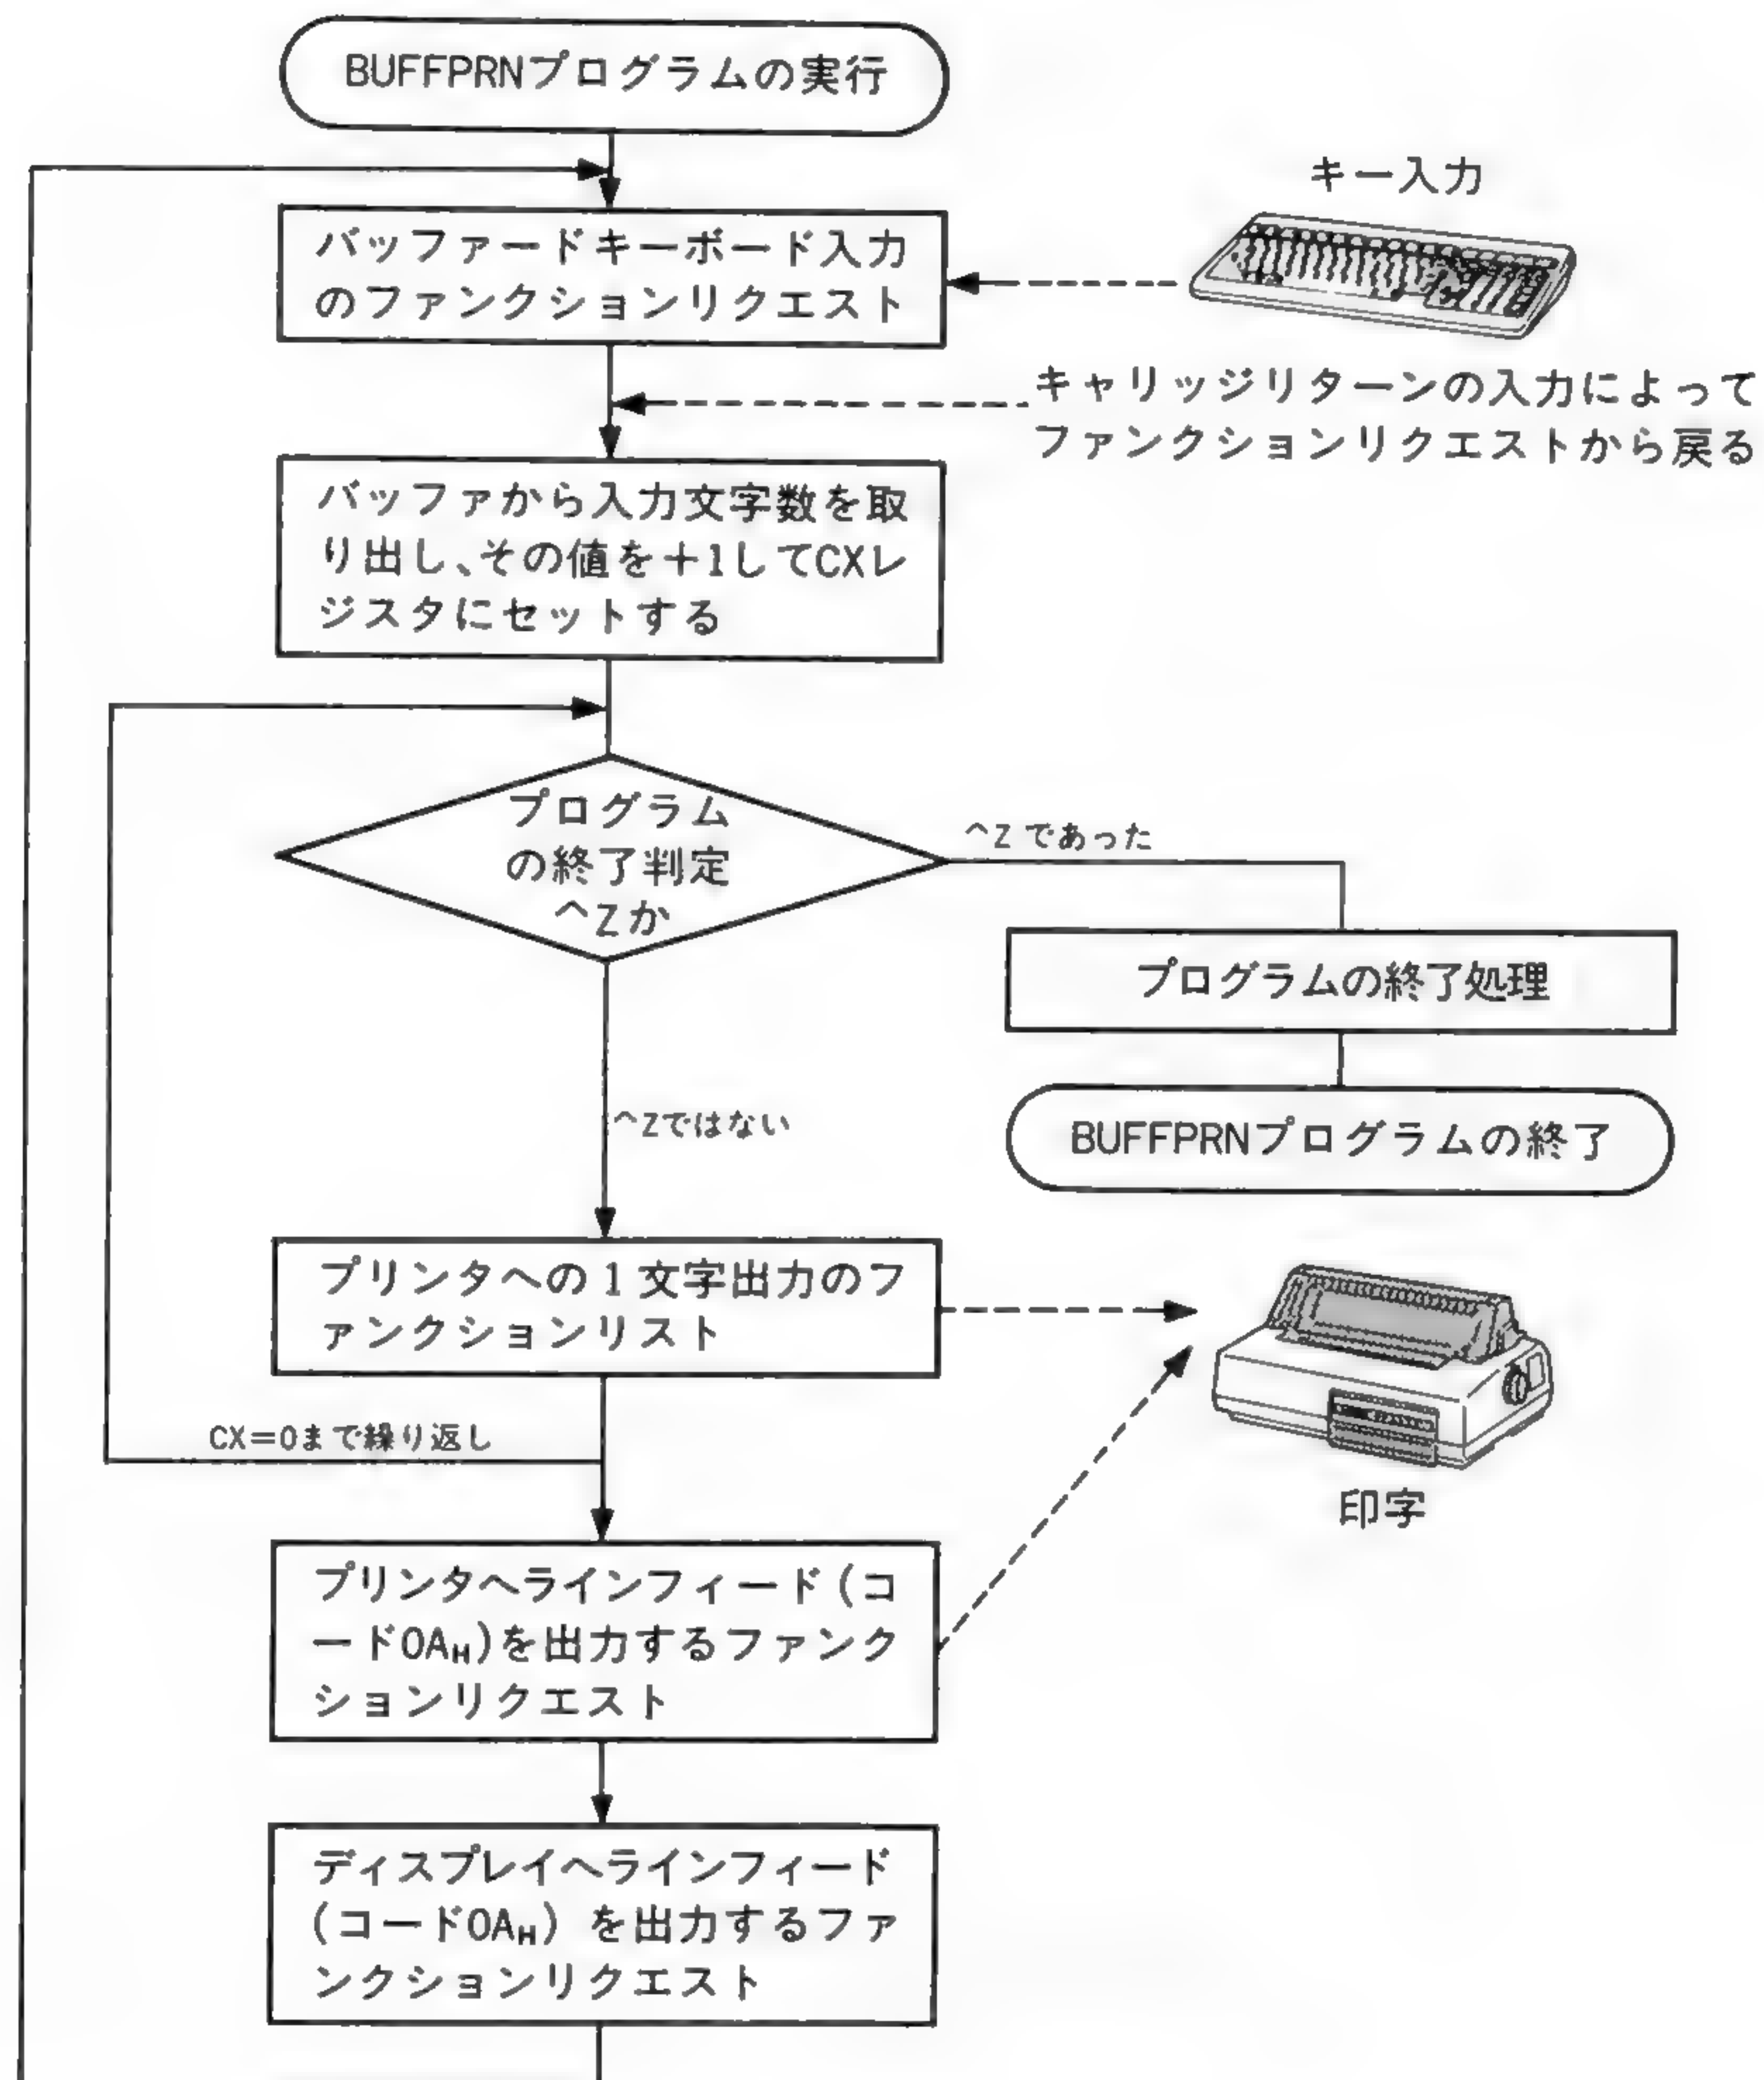 BUFFPRNプログラムの実行
キー入力
バッファードキーボード入力
のファンクションリクエスト
キャリッジリターンの入力によって
ファンクションリクエストから戻る
バッファから入力文字数を取
り出し、その値を+1してCXレ
ジスタにセットする
プログラム
の終了判定
^Zか
^Zであった
プログラムの終了処理
BUFFPRNプログラムの終了
^Zではない
プリンタへの1文字出力のフ
ァンクションリスト
CX=0まで繰り返し
印字
プリンタへラインフィード(コ
ード0AH)を出力するファンク
ションリクエスト
ディスプレイへラインフィード
(コード0AH)を出力するファ
ンクションリクエスト